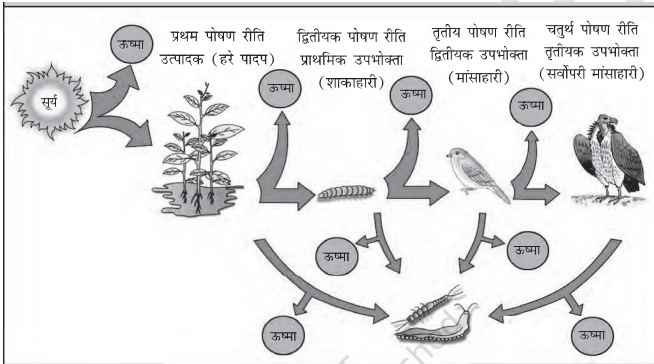 प्रथम पोषण रीति
उत्पादक (हरे पादप)
द्वितीयक पोषण रीति
प्राथमिक उपभोक्ता
(शाकाहारी)
तृतीय पोषण रीति
द्वितीयक उपभोक्ता
(मांसाहारी)
चतुर्थ पोषण रीति
तृतीयक उपभोक्ता
(सर्वोपरी मांसाहारी)
ऊष्मा
सूर्य
ऊष्मा
ऊष्मा
ऊष्मा
ऊष्मा
ऊष्मा
ऊष्मा
ऊष्मा